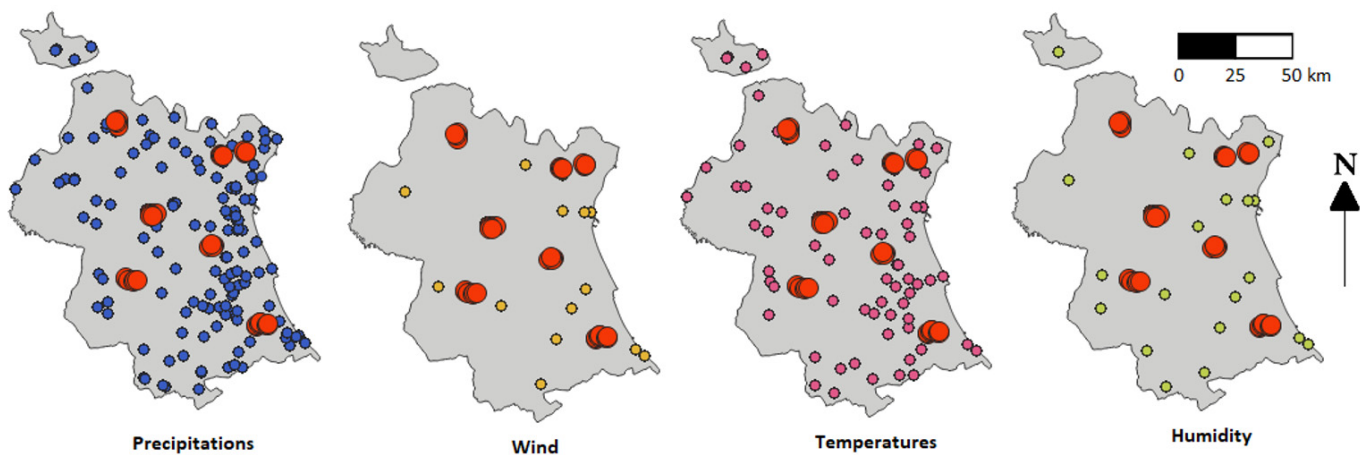 0 25 50 km
N
Precipitations
Wind
Temperatures
Humidity